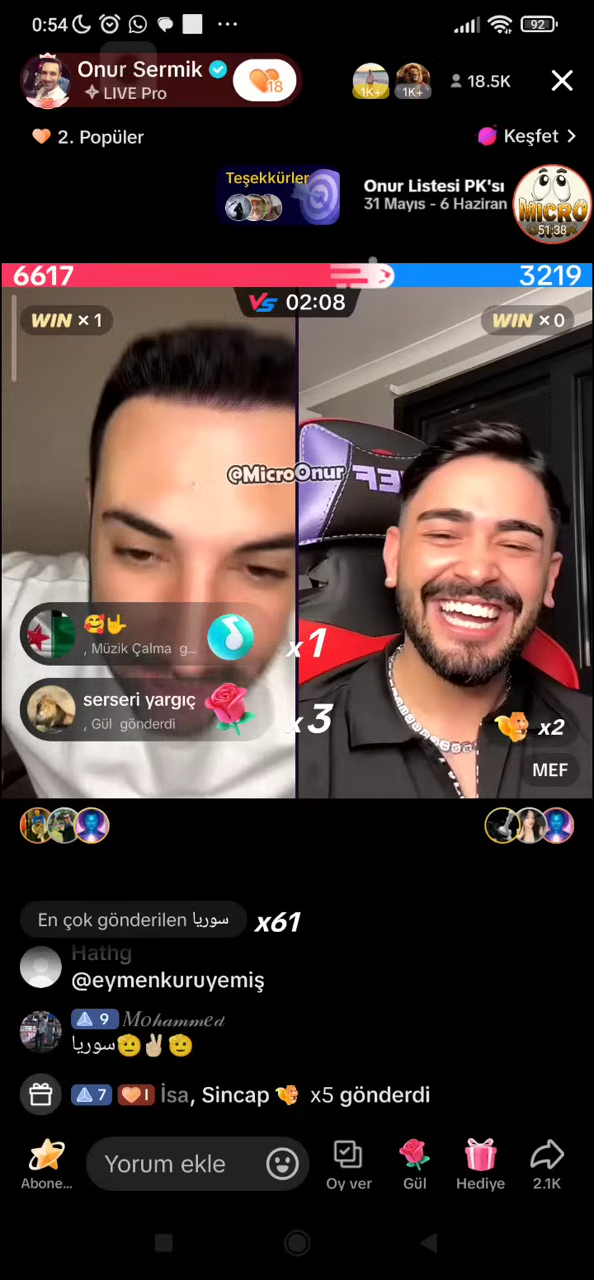 0:54
92
Onur Sermik
LIVE Pro
18
1K+
1K+
18.5K
2. Popüler
Keşfet
Teşekkürler
Onur Listesi PK'sı
31 Mayıs - 6 Haziran
MICRO
51:38
6617
3219
WIN × 1
VS 02:08
WIN × 0
@MicroOnur
🥰🤟
, Müzik Çalma g...
x1
serseri yargıç
, Gül gönderdi
x3
x2
MEF
En çok gönderilen سوريا x61
Hathg
@eymenkuruyemiş
9 Mohammed
سوريا🫡✌🏼🫡
7 I İsa, Sincap x5 gönderdi
Abone...
Yorum ekle
Oy ver
Gül
Hediye
2.1K